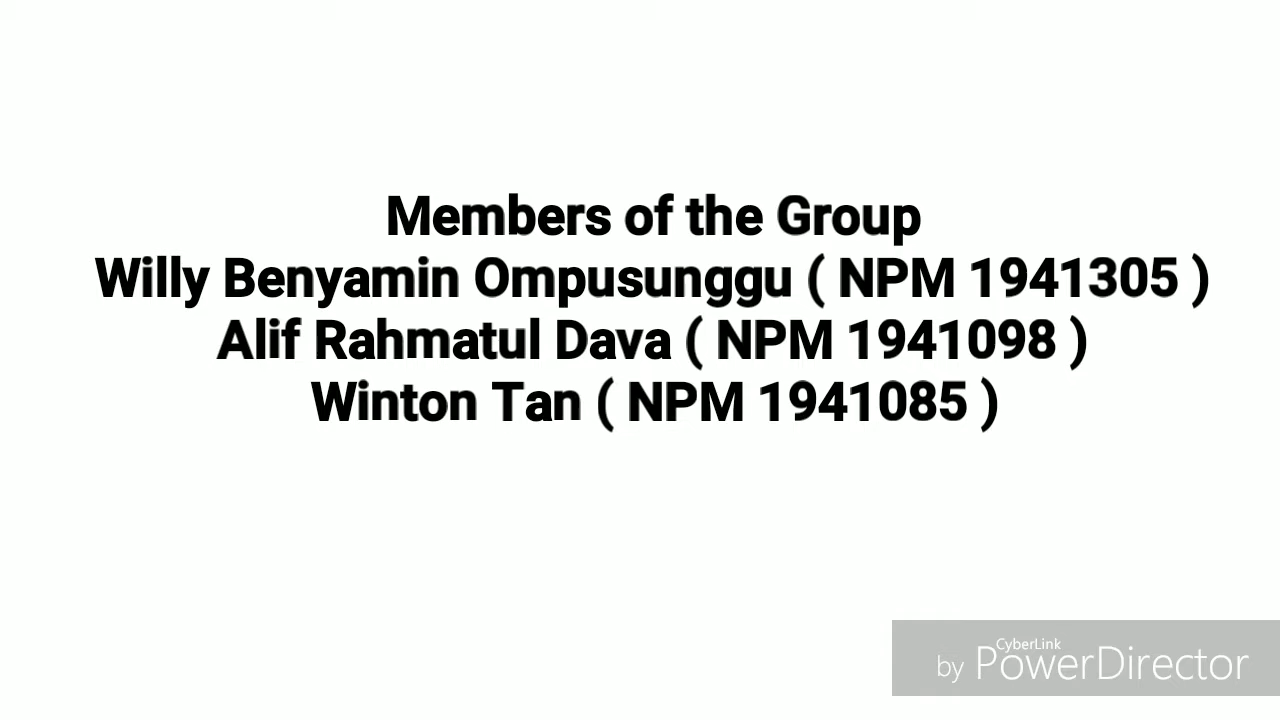 Members of the Group
Willy Benyamin Ompusunggu ( NPM 1941305 )
Alif Rahmatul Dava ( NPM 1941098 )
Winton Tan ( NPM 1941085 )
CyberLink
by PowerDirector